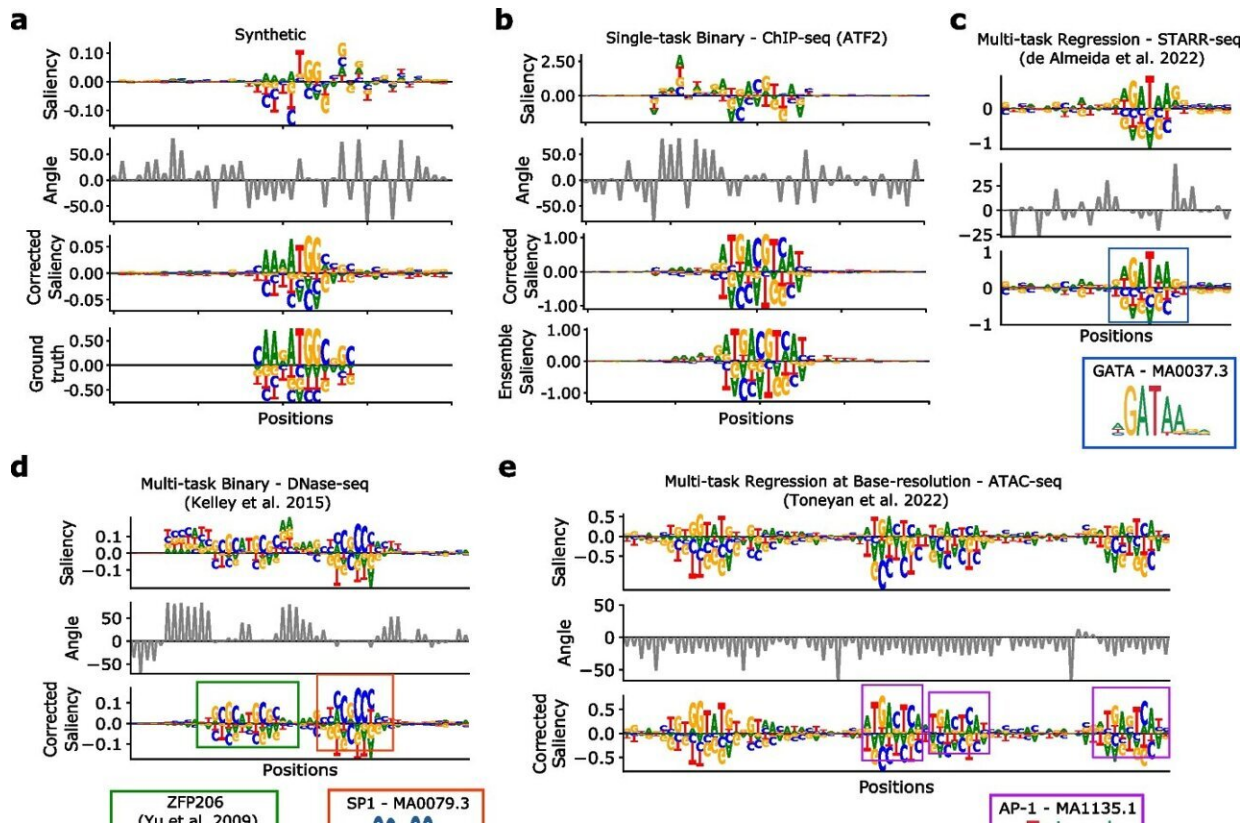 a
Synthetic
Saliency
0.10
0.00
-0.10
Angle
50.0
0.0
-50.0
Corrected
Saliency
0.05
0.00
-0.05
Ground
truth
0.50
0.00
-0.50
Positions
b
Single-task Binary - ChIP-seq (ATF2)
Saliency
2.50
0.00
Angle
50.0
0.0
-50.0
Corrected
Saliency
1.00
0.00
-1.00
Ensemble
Saliency
1.00
0.00
-1.00
Positions
c
Multi-task Regression - STARR-seq
(de Almeida et al. 2022)
Saliency
0
−1
Angle
25
0
−25
Corrected
Saliency
1
0
−1
Positions
GATA - MA0037.3
GATAA
d
Multi-task Binary - DNase-seq
(Kelley et al. 2015)
Saliency
0.1
0.0
−0.1
Angle
50
0
−50
Corrected
Saliency
0.1
0.0
−0.1
Positions
ZFP206
(Yu et al. 2009)
SP1 - MA0079.3
e
Multi-task Regression at Base-resolution - ATAC-seq
(Toneyan et al. 2022)
Saliency
0.5
0.0
−0.5
Angle
50
0
−50
Corrected
Saliency
0.5
0.0
−0.5
Positions
AP-1 - MA1135.1